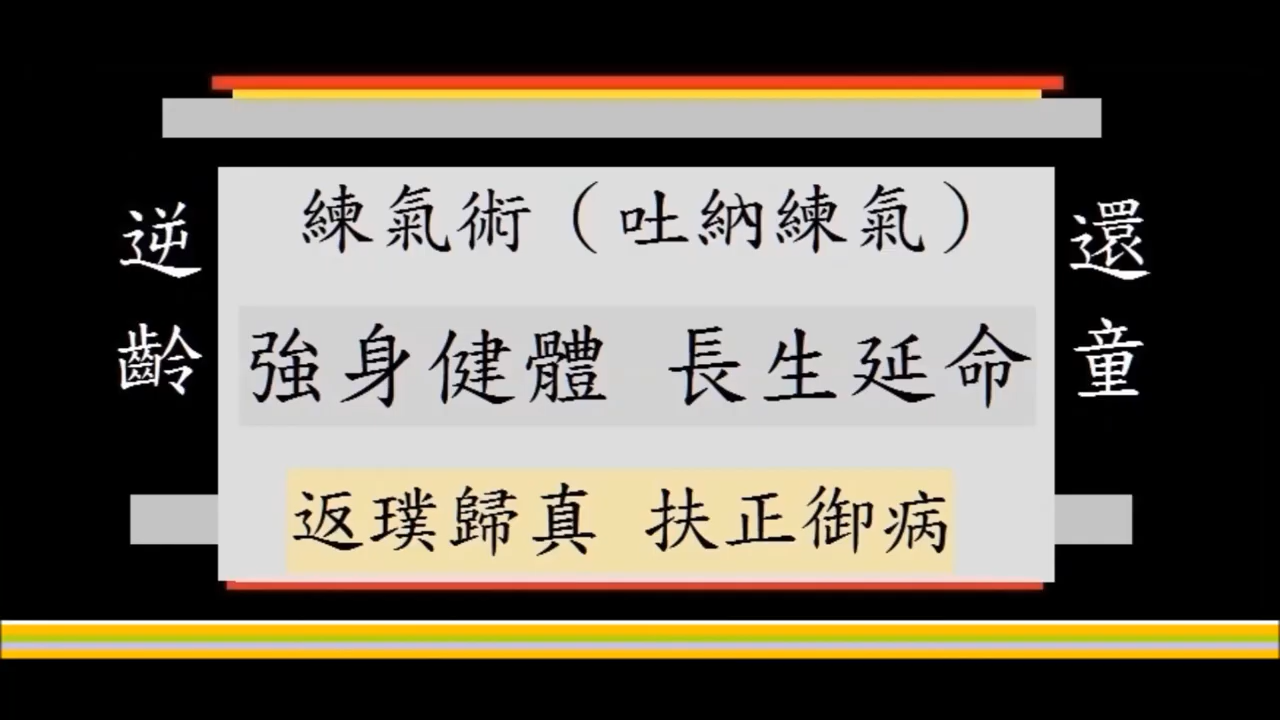 練氣術（吐納練氣）
強身健體 長生延命
返璞歸真 扶正御病
逆齡
還童